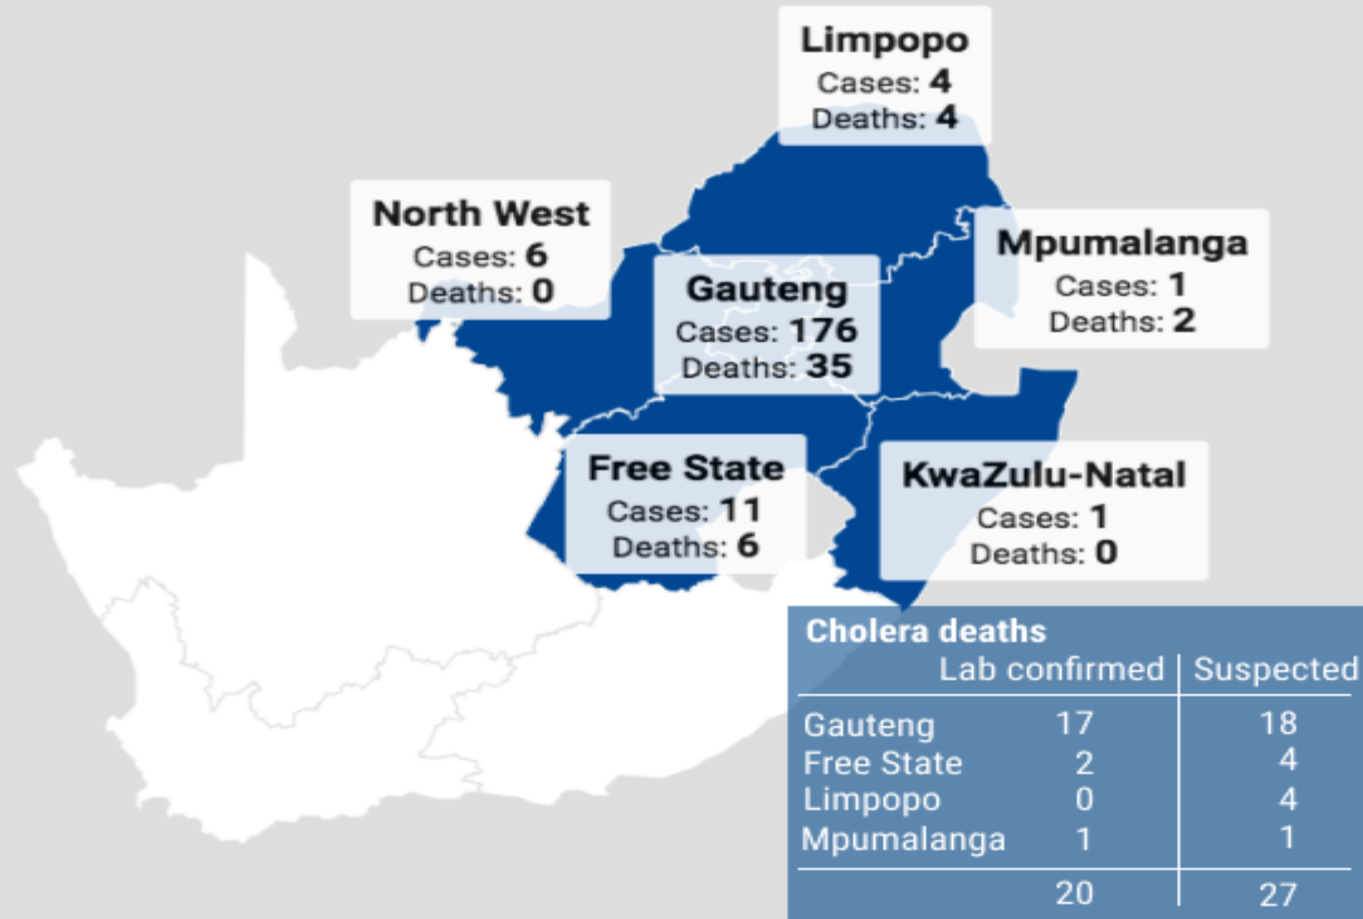 Limpopo
Cases: 4
Deaths: 4
North West
Cases: 6
Deaths: 0
Mpumalanga
Cases: 1
Deaths: 2
Gauteng
Cases: 176
Deaths: 35
Free State
Cases: 11
Deaths: 6
KwaZulu-Natal
Cases: 1
Deaths: 0
Cholera deaths
Lab confirmed Suspected
Gauteng 17 18
Free State 2 4
Limpopo 0 4
Mpumalanga 1 1
20 27